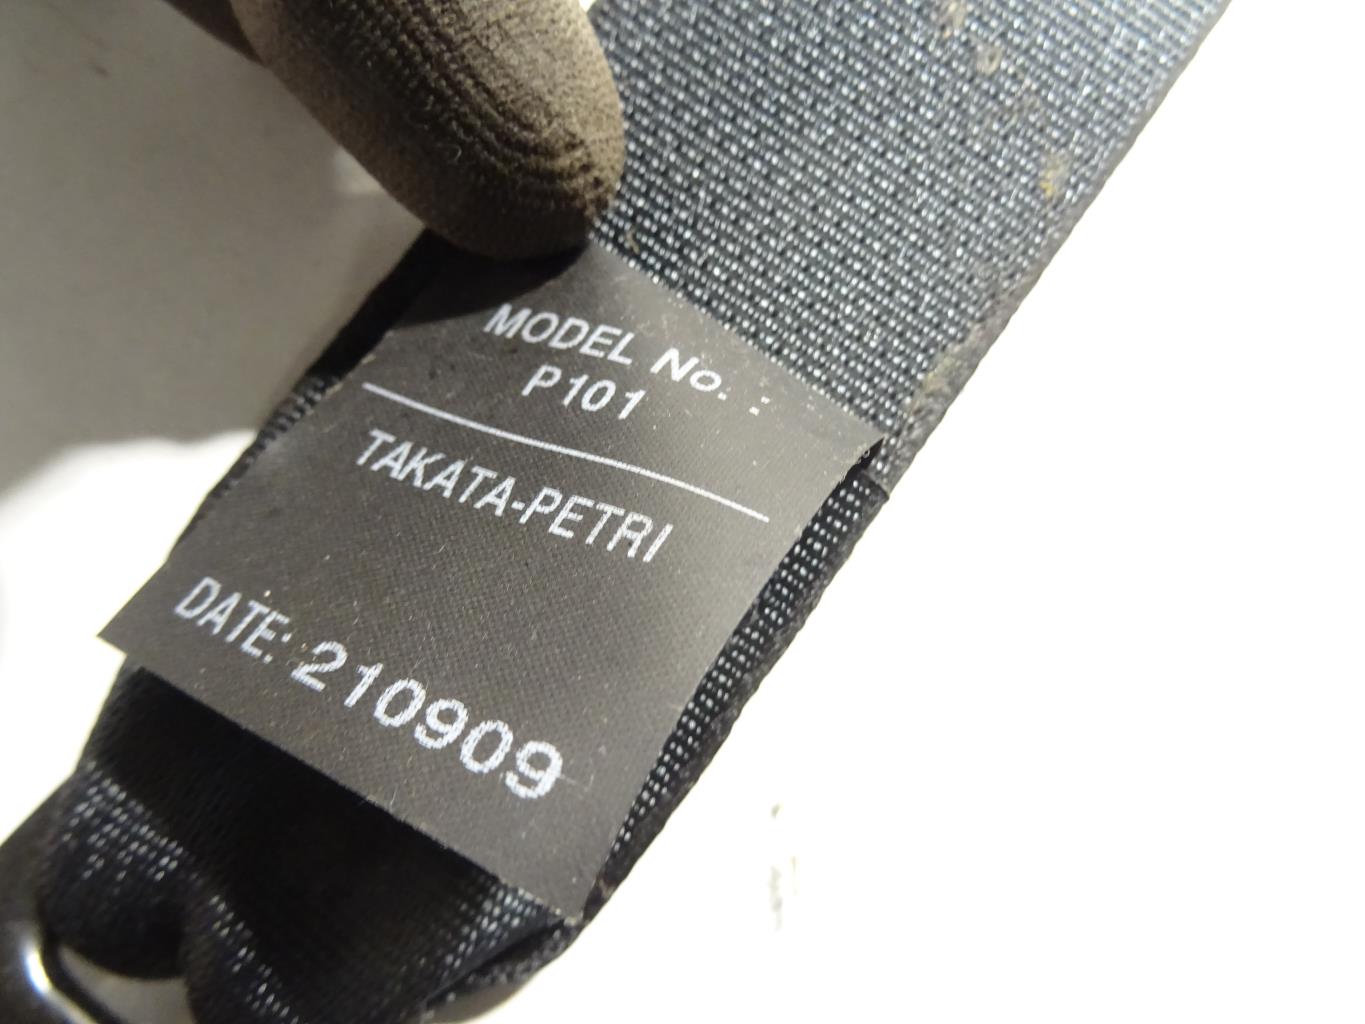 MODEL No. :
P101
TAKATA-PETRI
DATE: 210909